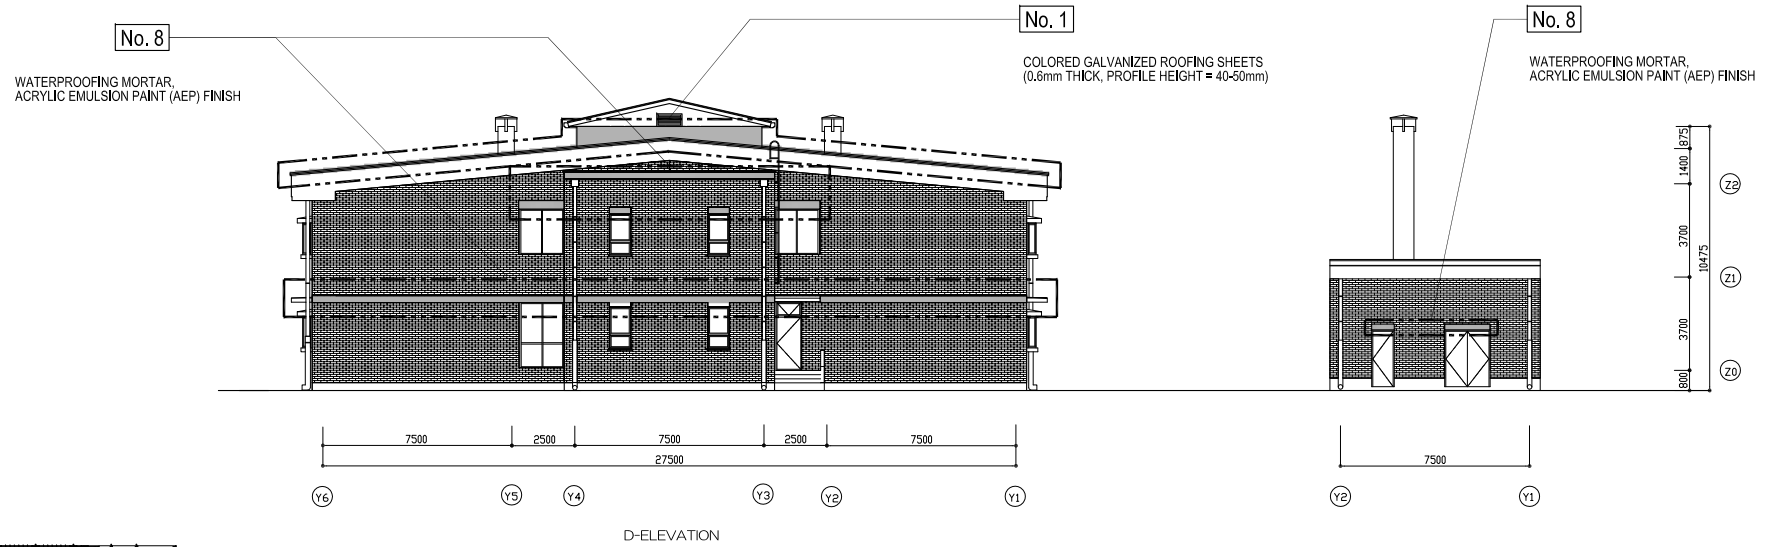 No. 8
WATERPROOFING MORTAR,
ACRYLIC EMULSION PAINT (AEP) FINISH
No. 1
COLORED GALVANIZED ROOFING SHEETS
(0.6mm THICK, PROFILE HEIGHT = 40-50mm)
No. 8
WATERPROOFING MORTAR,
ACRYLIC EMULSION PAINT (AEP) FINISH
875
1400
3700
3700
800
10475
Z2
Z1
Z0
7500 2500 7500 2500 7500
27500
7500
Y6 Y5 Y4 Y3 Y2 Y1
Y2 Y1
D-ELEVATION